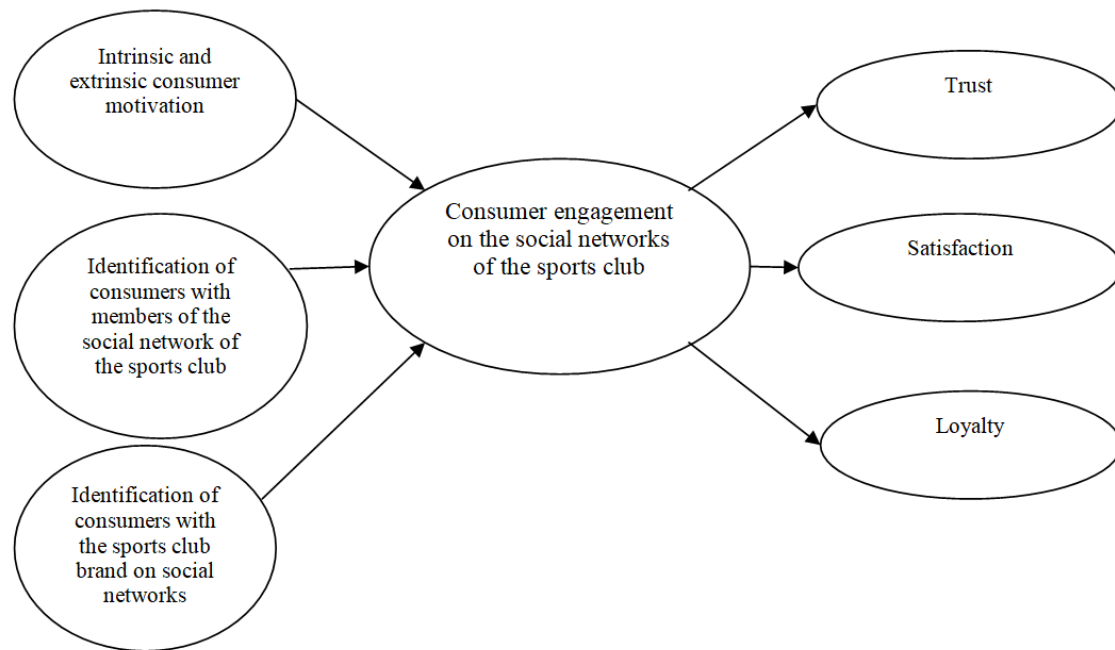 Intrinsic and
extrinsic consumer
motivation
Identification of
consumers with
members of the
social network of
the sports club
Identification of
consumers with
the sports club
brand on social
networks
Consumer engagement
on the social networks
of the sports club
Trust
Satisfaction
Loyalty